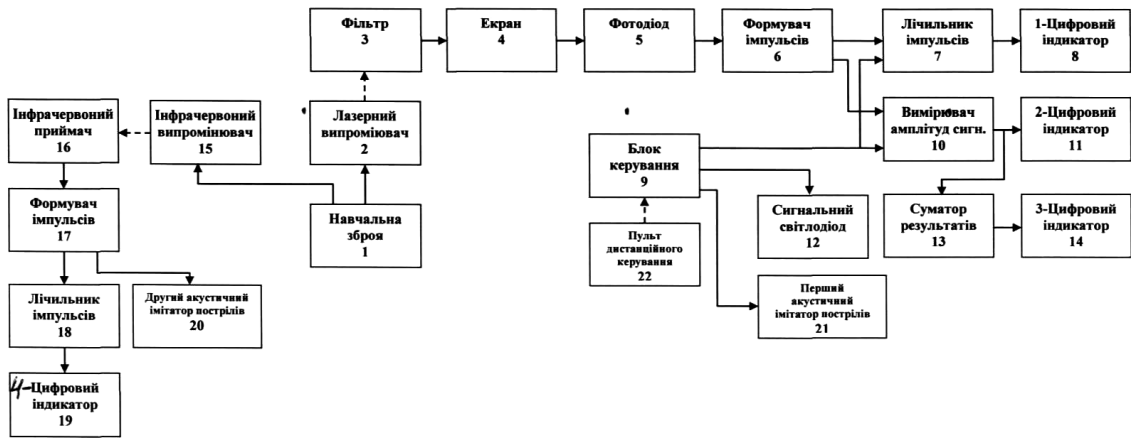 Фільтр
3
Екран
4
Фотодіод
5
Формувач
імпульсів
6
Лічильник
імпульсів
7
1-Цифровий
індикатор
8
Інфрачервоний
приймач
16
Інфрачервоний
випромінювач
15
Лазерний
випроміювач
2
Блок
керування
9
Вимірювач
амплітуд сигн.
10
2-Цифровий
індикатор
11
Формувач
імпульсів
17
Навчальна
зброя
1
Пульт
дистанційного
керування
22
Сигнальний
світлодіод
12
Суматор
результатів
13
3-Цифровий
індикатор
14
Лічильник
імпульсів
18
Другий акустичний
імітатор пострілів
20
Перший
акустичний
імітатор пострілів
21
4-Цифровий
індикатор
19